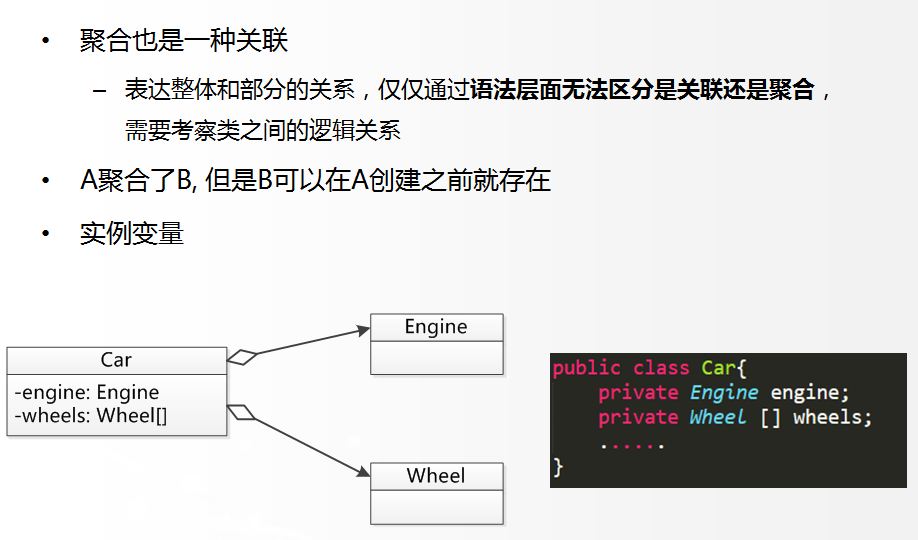 • 聚合也是一种关联
– 表达整体和部分的关系，仅仅通过语法层面无法区分是关联还是聚合，
需要考察类之间的逻辑关系
• A聚合了B, 但是B可以在A创建之前就存在
• 实例变量
Car
-engine: Engine
-wheels: Wheel[]
Engine
Wheel
public class Car{
private Engine engine;
private Wheel [] wheels;
......
}